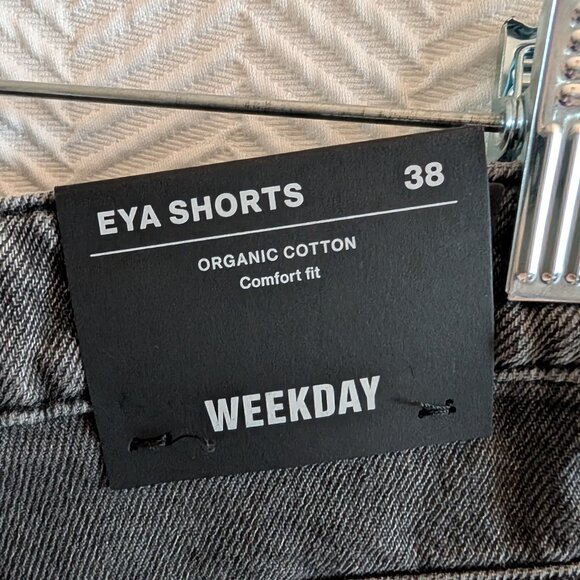 EYA SHORTS 38
ORGANIC COTTON
Comfort fit
WEEKDAY